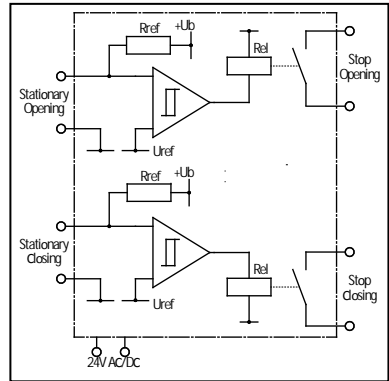 Rref
+Ub
Rel
Stop
Opening
Stationary
Opening
Uref
+Ub
Rref
Stationary
Closing
Rel
Stop
Closing
Uref
24V Ac/Dc